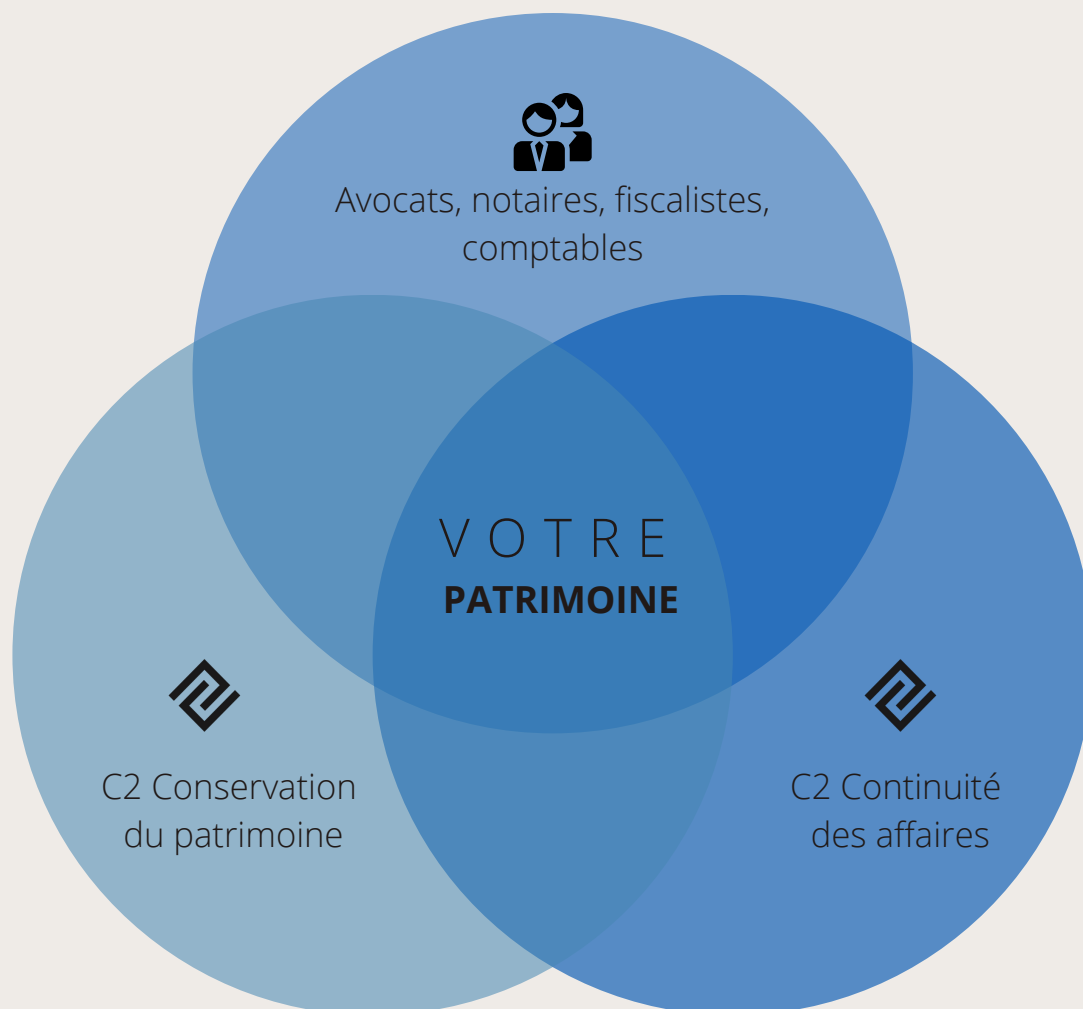 Avocats, notaires, fiscalistes,
comptables
VOTRE
PATRIMOINE
C2 Conservation
du patrimoine
C2 Continuité
des affaires